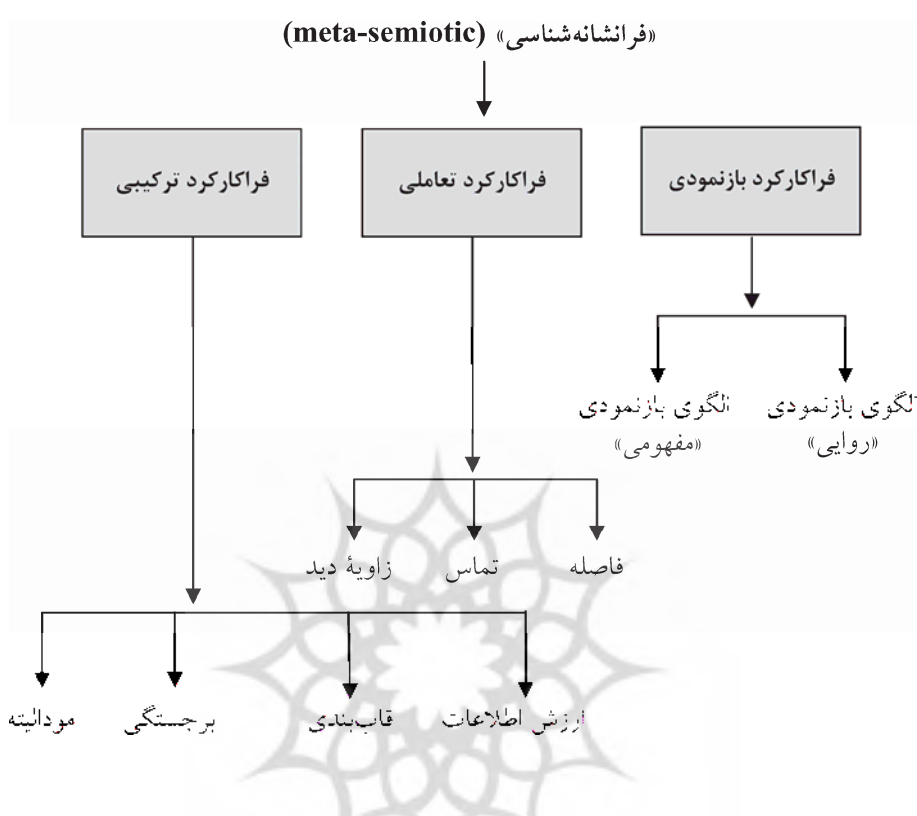 «فرانشانه‌شناسی» (meta-semiotic)
فراکارکرد بازنمودی
فراکارکرد تعاملی
فراکارکرد ترکیبی
الگوی بازنمودی
«روایی»
الگوی بازنمودی
«مفهومی»
فاصله
تماس
زاویۀ دید
ارزش اطلاعات
قاب‌بندی
برجستگی
مودالیته